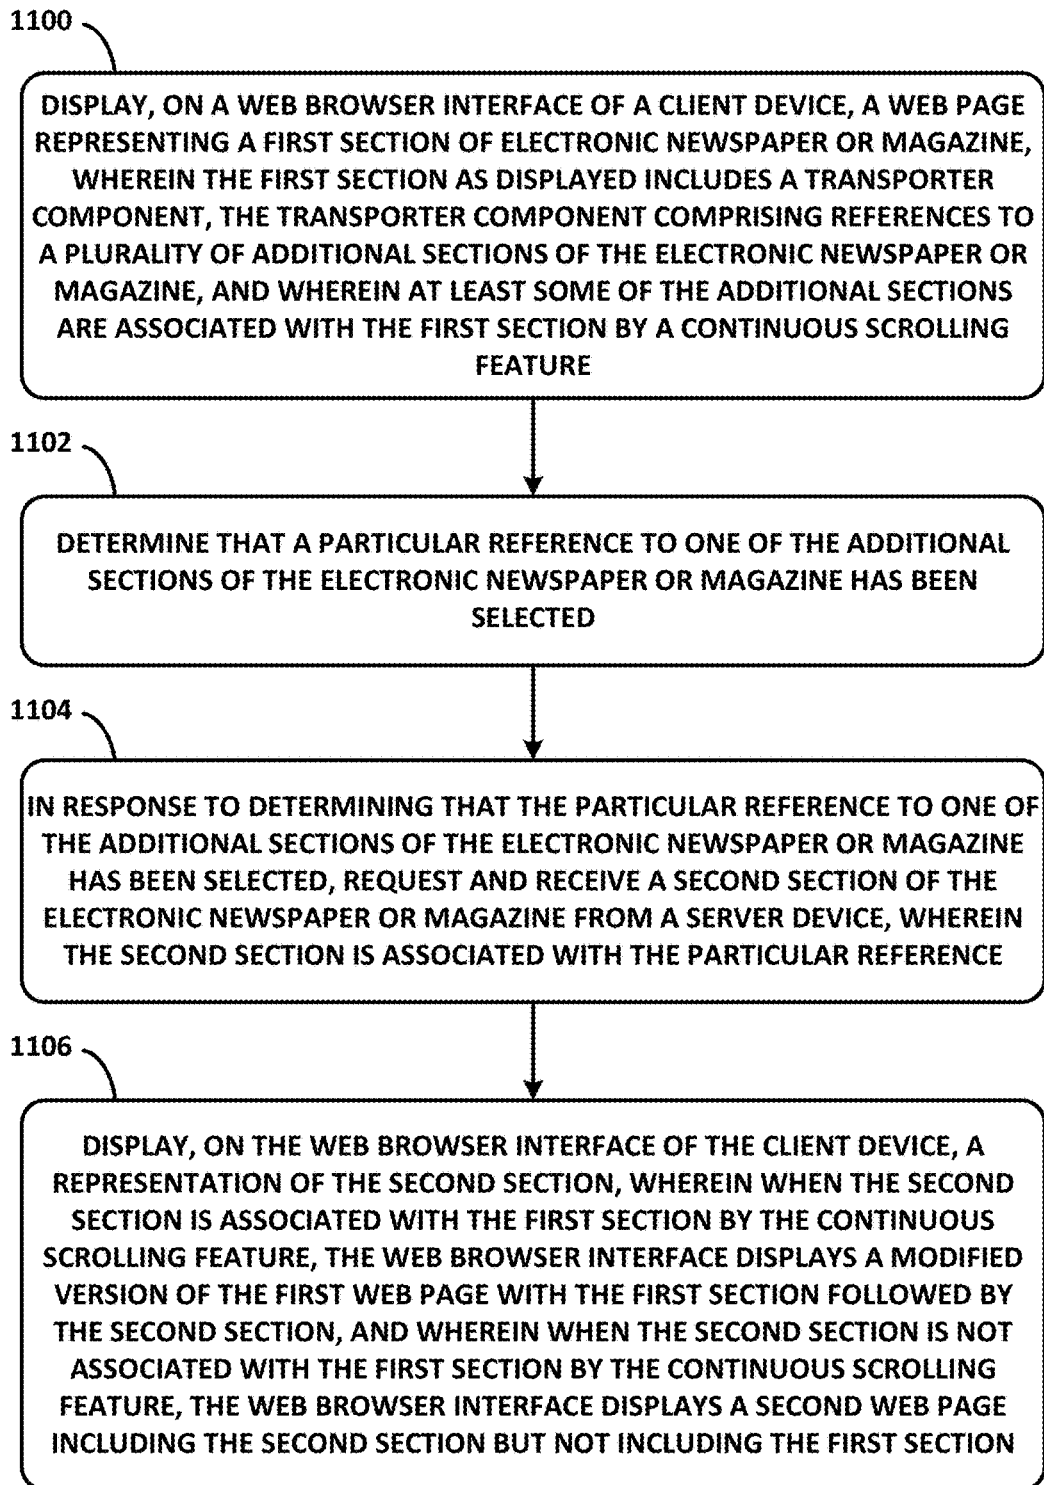 1100
DISPLAY, ON A WEB BROWSER INTERFACE OF A CLIENT DEVICE, A WEB PAGE
REPRESENTING A FIRST SECTION OF ELECTRONIC NEWSPAPER OR MAGAZINE,
WHEREIN THE FIRST SECTION AS DISPLAYED INCLUDES A TRANSPORTER
COMPONENT, THE TRANSPORTER COMPONENT COMPRISING REFERENCES TO
A PLURALITY OF ADDITIONAL SECTIONS OF THE ELECTRONIC NEWSPAPER OR
MAGAZINE, AND WHEREIN AT LEAST SOME OF THE ADDITIONAL SECTIONS
ARE ASSOCIATED WITH THE FIRST SECTION BY A CONTINUOUS SCROLLING
FEATURE
1102
DETERMINE THAT A PARTICULAR REFERENCE TO ONE OF THE ADDITIONAL
SECTIONS OF THE ELECTRONIC NEWSPAPER OR MAGAZINE HAS BEEN
SELECTED
1104
IN RESPONSE TO DETERMINING THAT THE PARTICULAR REFERENCE TO ONE OF
THE ADDITIONAL SECTIONS OF THE ELECTRONIC NEWSPAPER OR MAGAZINE
HAS BEEN SELECTED, REQUEST AND RECEIVE A SECOND SECTION OF THE
ELECTRONIC NEWSPAPER OR MAGAZINE FROM A SERVER DEVICE, WHEREIN
THE SECOND SECTION IS ASSOCIATED WITH THE PARTICULAR REFERENCE
1106
DISPLAY, ON THE WEB BROWSER INTERFACE OF THE CLIENT DEVICE, A
REPRESENTATION OF THE SECOND SECTION, WHEREIN WHEN THE SECOND
SECTION IS ASSOCIATED WITH THE FIRST SECTION BY THE CONTINUOUS
SCROLLING FEATURE, THE WEB BROWSER INTERFACE DISPLAYS A MODIFIED
VERSION OF THE FIRST WEB PAGE WITH THE FIRST SECTION FOLLOWED BY
THE SECOND SECTION, AND WHEREIN WHEN THE SECOND SECTION IS NOT
ASSOCIATED WITH THE FIRST SECTION BY THE CONTINUOUS SCROLLING
FEATURE, THE WEB BROWSER INTERFACE DISPLAYS A SECOND WEB PAGE
INCLUDING THE SECOND SECTION BUT NOT INCLUDING THE FIRST SECTION